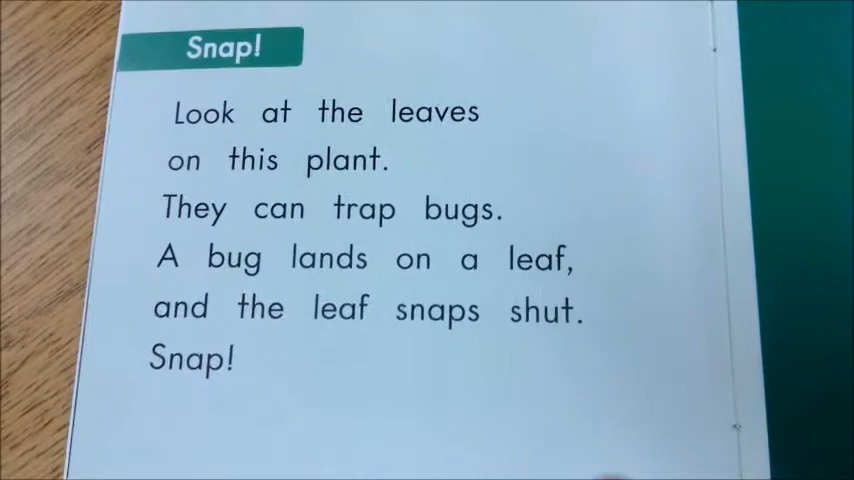 Snap!
Look at the leaves
on this plant.
They can trap bugs.
A bug lands on a leaf,
and the leaf snaps shut.
Snap!